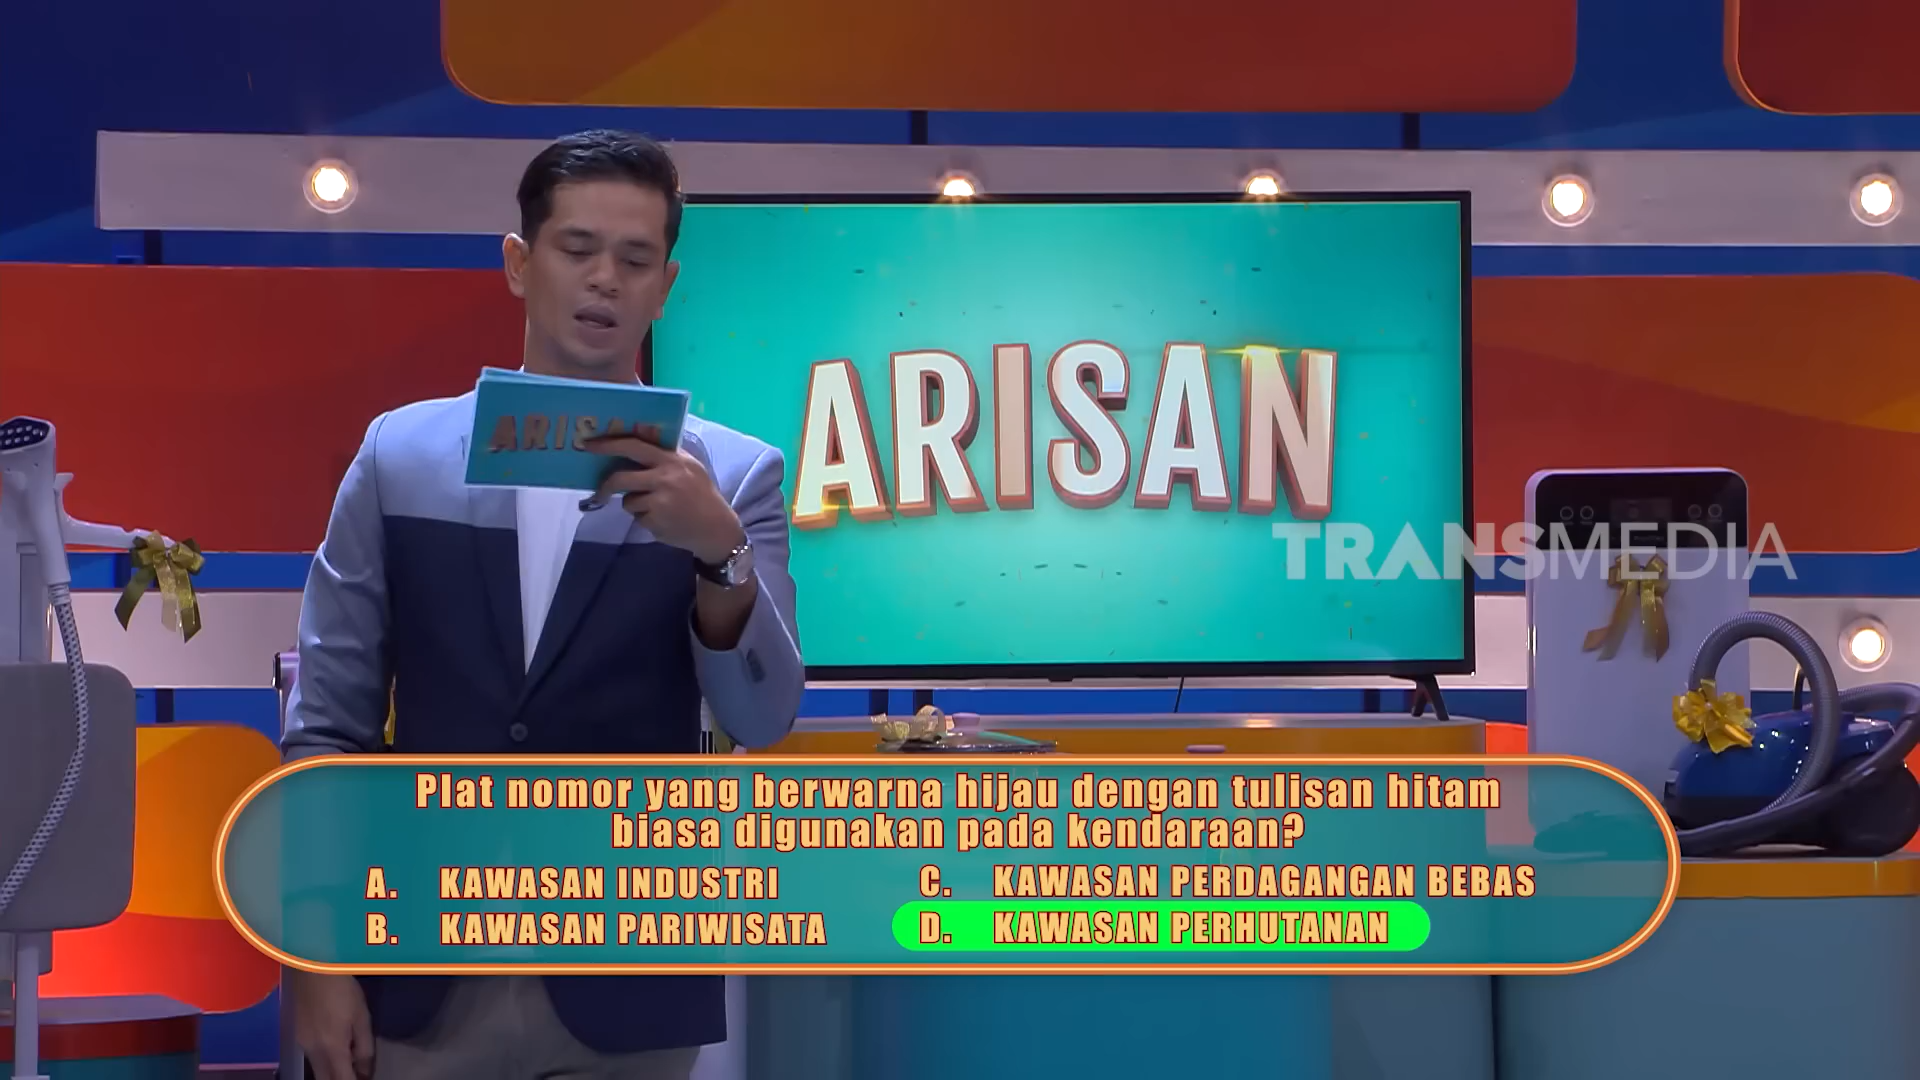 ARISAN
ARISAN
TRANSMEDIA
Plat nomor yang berwarna hijau dengan tulisan hitam
biasa digunakan pada kendaraan?
A. KAWASAN INDUSTRI
B. KAWASAN PARIWISATA
C. KAWASAN PERDAGANGAN BEBAS
D. KAWASAN PERHUTANAN